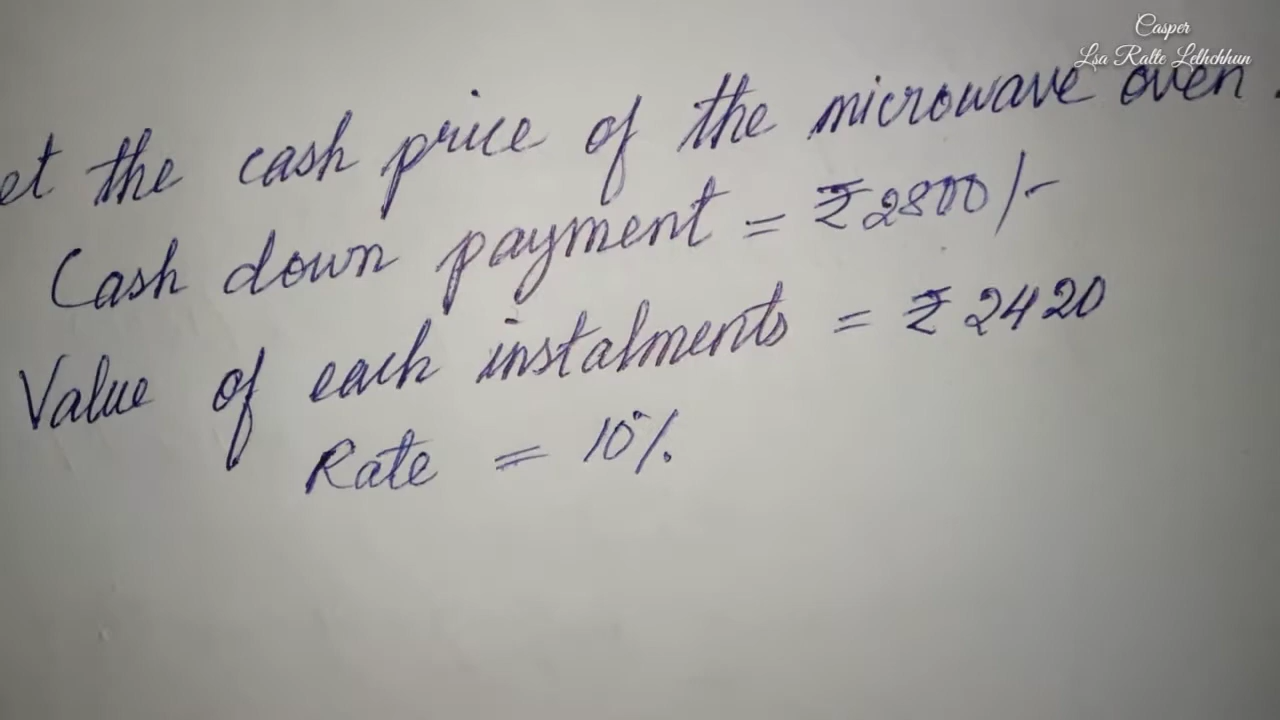 Casper
Lsa Ralte Lethchhun
et the cash price of the microwave oven
Cash down payment = ₹2800/-
Value of each instalments = ₹ 2420
Rate = 10%